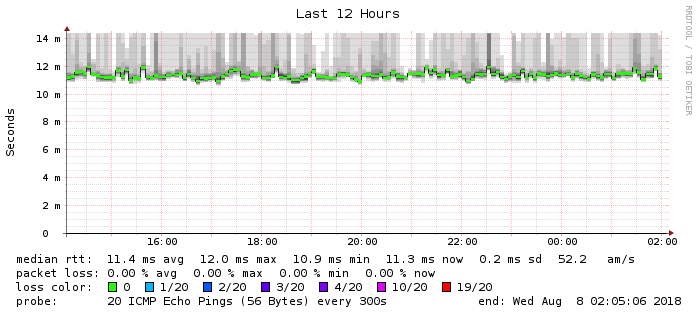 Last 12 Hours
RRDTOOL / TOBI OETIKER
Seconds
14 m
12 m
10 m
8 m
6 m
4 m
2 m
0
16:00 18:00 20:00 22:00 00:00 02:00
median rtt: 11.4 ms avg 12.0 ms max 10.9 ms min 11.3 ms now 0.2 ms sd 52.2 am/s
packet loss: 0.00 % avg 0.00 % max 0.00 % min 0.00 % now
loss color: 0 1/20 2/20 3/20 4/20 10/20 19/20
probe: 20 ICMP Echo Pings (56 Bytes) every 300s end: Wed Aug 8 02:05:06 2018